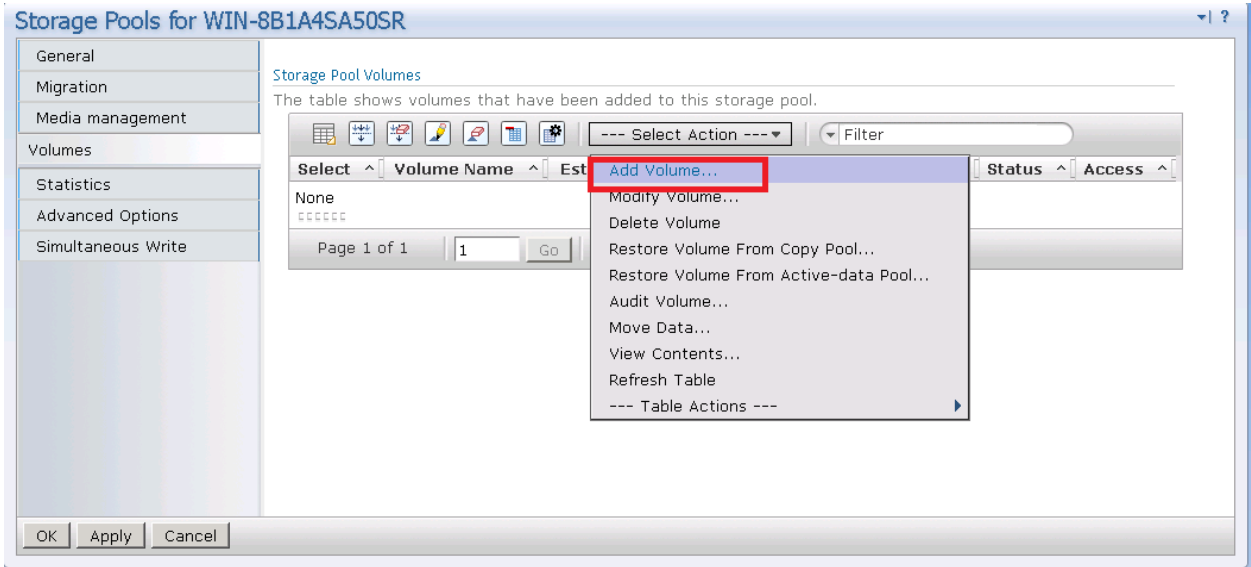 Storage Pools for WIN-8B1A4SA50SR
?
General
Migration
Media management
Volumes
Statistics
Advanced Options
Simultaneous Write
Storage Pool Volumes
The table shows volumes that have been added to this storage pool.
--- Select Action ---
Filter
Select Volume Name Est Status Access
None
Page 1 of 1 1 Go
Add Volume...
Modify Volume...
Delete Volume
Restore Volume From Copy Pool...
Restore Volume From Active-data Pool...
Audit Volume...
Move Data...
View Contents...
Refresh Table
--- Table Actions ---
OK Apply Cancel